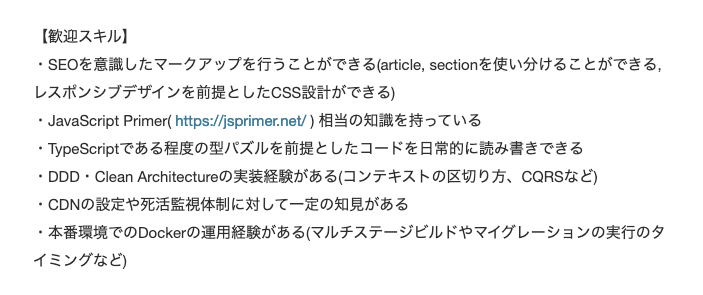 【歓迎スキル】
・SEOを意識したマークアップを行うことができる(article, sectionを使い分けることができる,
レスポンシブデザインを前提としたCSS設計ができる)
・JavaScript Primer( https://jsprimer.net/ ) 相当の知識を持っている
・TypeScriptである程度の型パズルを前提としたコードを日常的に読み書きできる
・DDD・Clean Architectureの実装経験がある(コンテキストの区切り方、CQRSなど)
・CDNの設定や死活監視体制に対して一定の知見がある
・本番環境でのDockerの運用経験がある(マルチステージビルドやマイグレーションの実行のタ
イミングなど)